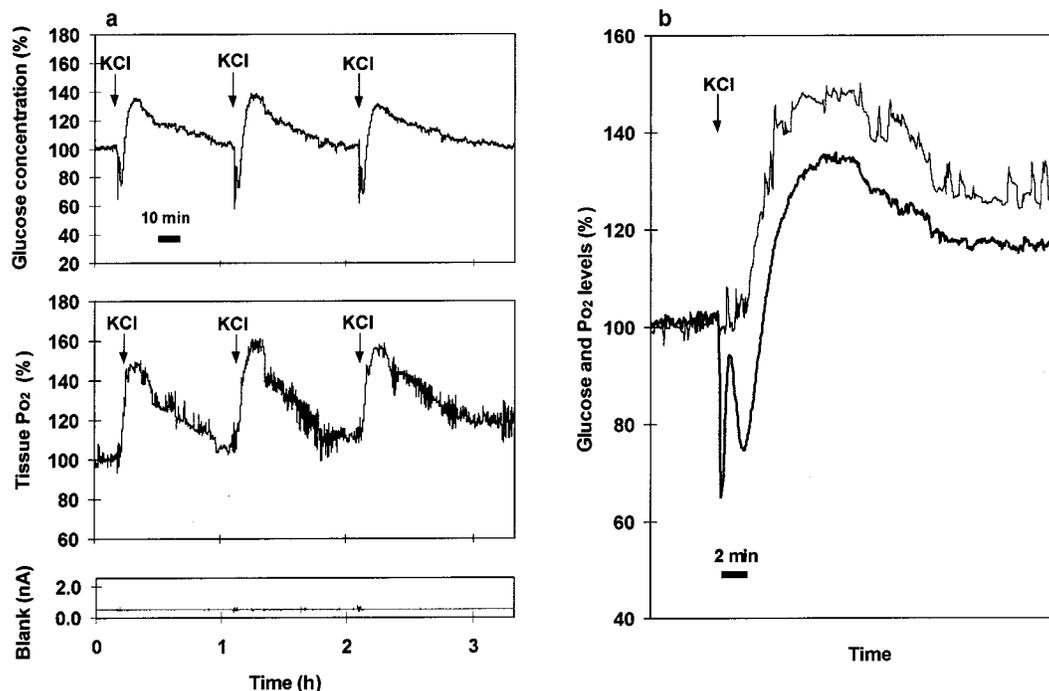 a
Glucose concentration (%)
180
160
140
120
100
80
60
40
20
KCl
KCl
KCl
10 min
Tissue Po2 (%)
180
160
140
120
100
80
60
KCl
KCl
KCl
Blank (nA)
2.0
0.0
0
1
2
3
Time (h)
b
Glucose and Po2 levels (%)
160
140
120
100
80
60
40
KCl
2 min
Time